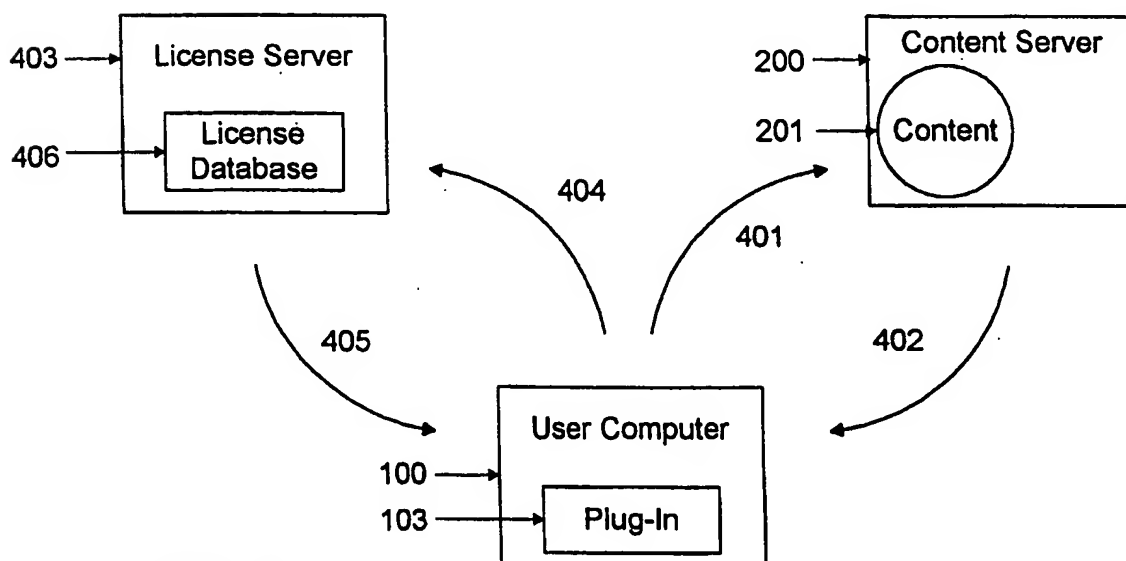 403
License Server
406
License
Database
200
Content Server
201
Content
404
401
405
402
User Computer
100
103
Plug-In